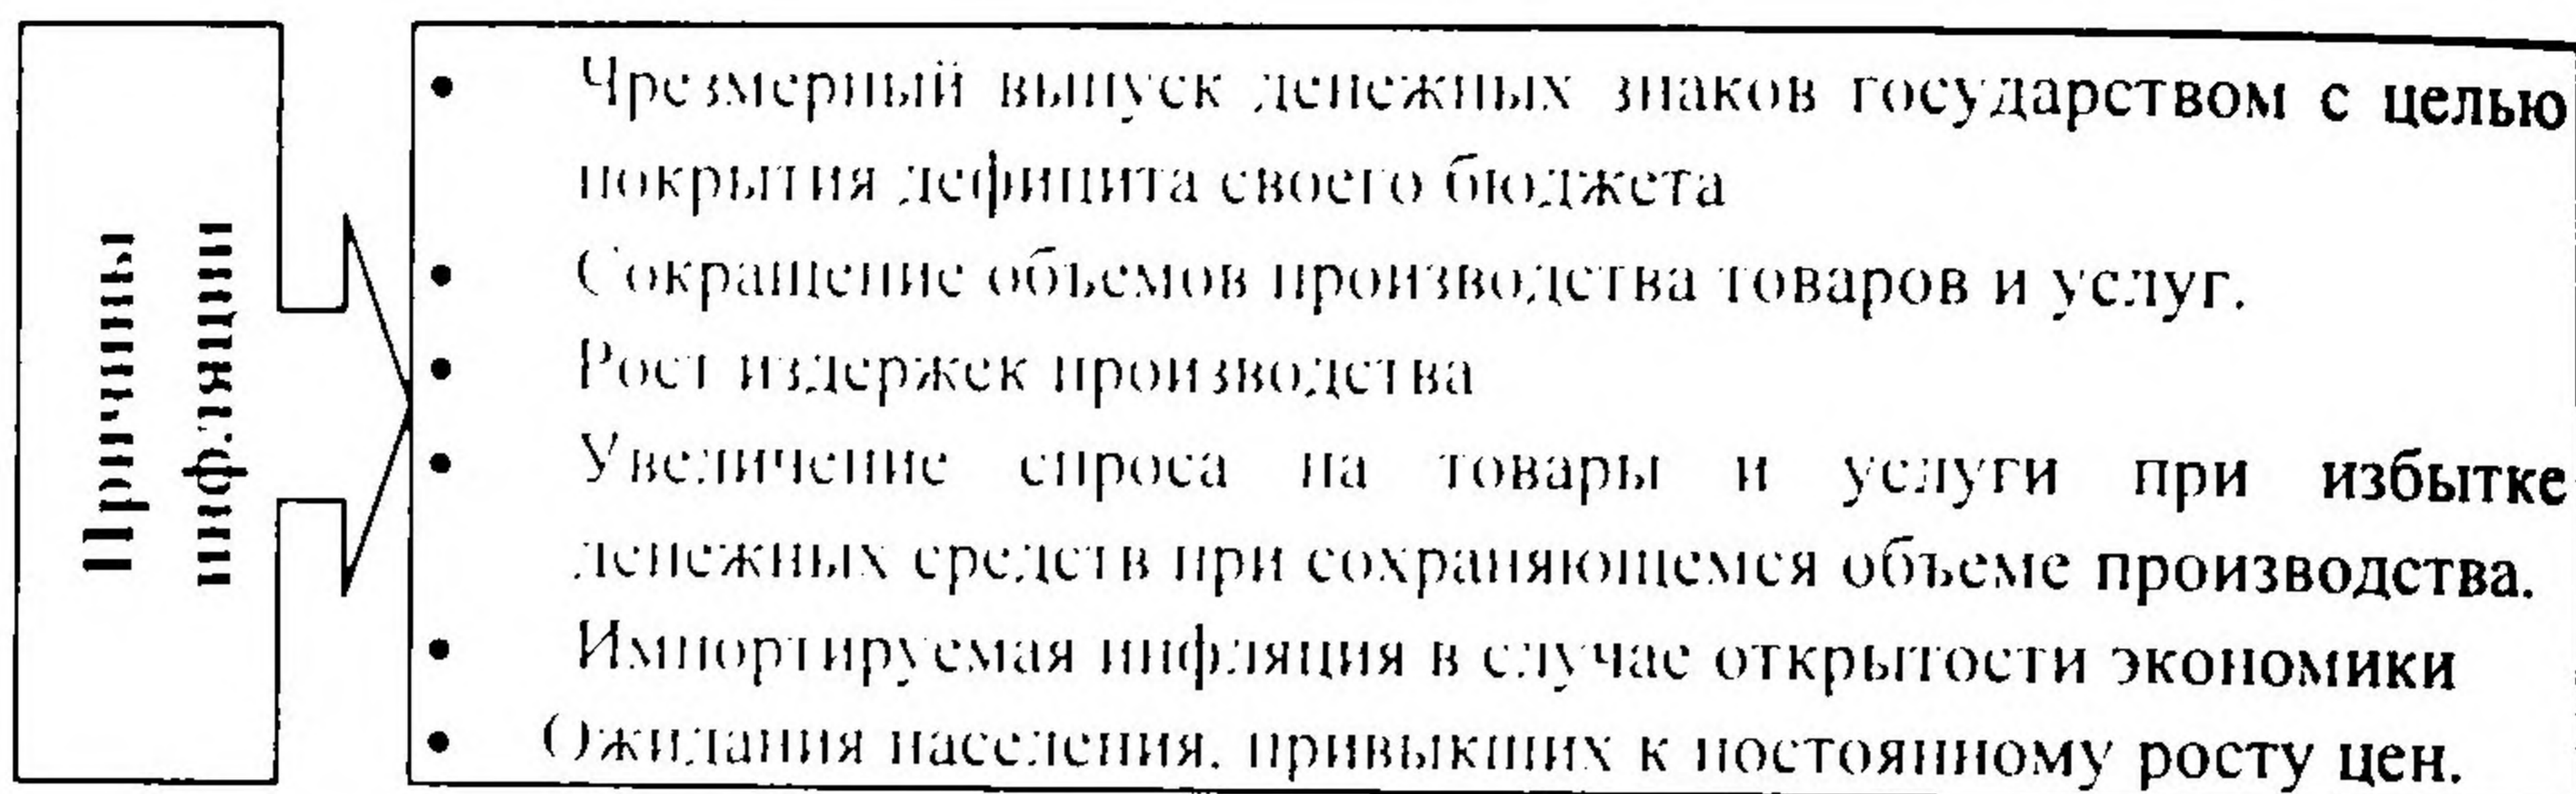 Причины
инфляции
• Чрезмерный выпуск денежных знаков государством с целью
покрытия дефицита своего бюджета
• Сокращение объемов производства товаров и услуг.
• Рост издержек производства
• Увеличение спроса на товары и услуги при избытке
денежных средств при сохраняющемся объеме производства.
• Импортируемая инфляция в случае открытости экономики
• Ожидания населения, привыкших к постоянному росту цен.